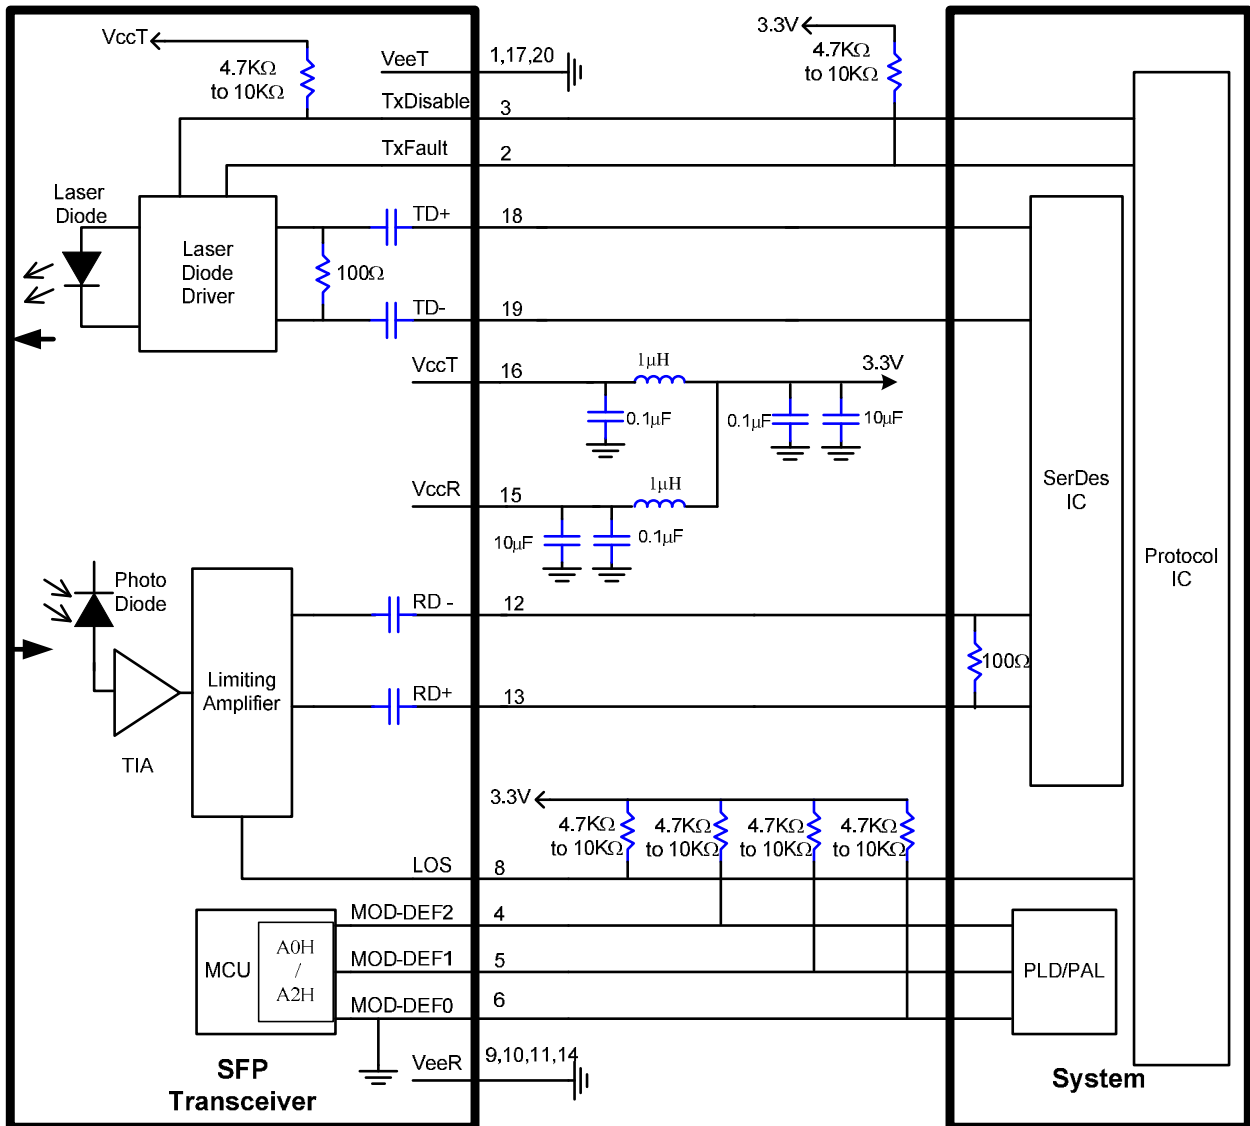 VccT
4.7KΩ
to 10KΩ
VeeT
1,17,20
3.3V
4.7KΩ
to 10KΩ
TxDisable
3
TxFault
2
Laser
Diode
Laser
Diode
Driver
TD+
18
100Ω
TD-
19
VccT
16
1μH
3.3V
0.1μF
0.1μF
10μF
VccR
15
1μH
10μF
0.1μF
SerDes
IC
Protocol
IC
Photo
Diode
RD -
12
Limiting
Amplifier
100Ω
RD+
13
TIA
3.3V
4.7KΩ
to 10KΩ
4.7KΩ
to 10KΩ
4.7KΩ
to 10KΩ
4.7KΩ
to 10KΩ
LOS
8
MOD-DEF2
4
MCU
A0H
/
A2H
MOD-DEF1
5
PLD/PAL
MOD-DEF0
6
VeeR
9,10,11,14
SFP
Transceiver
System